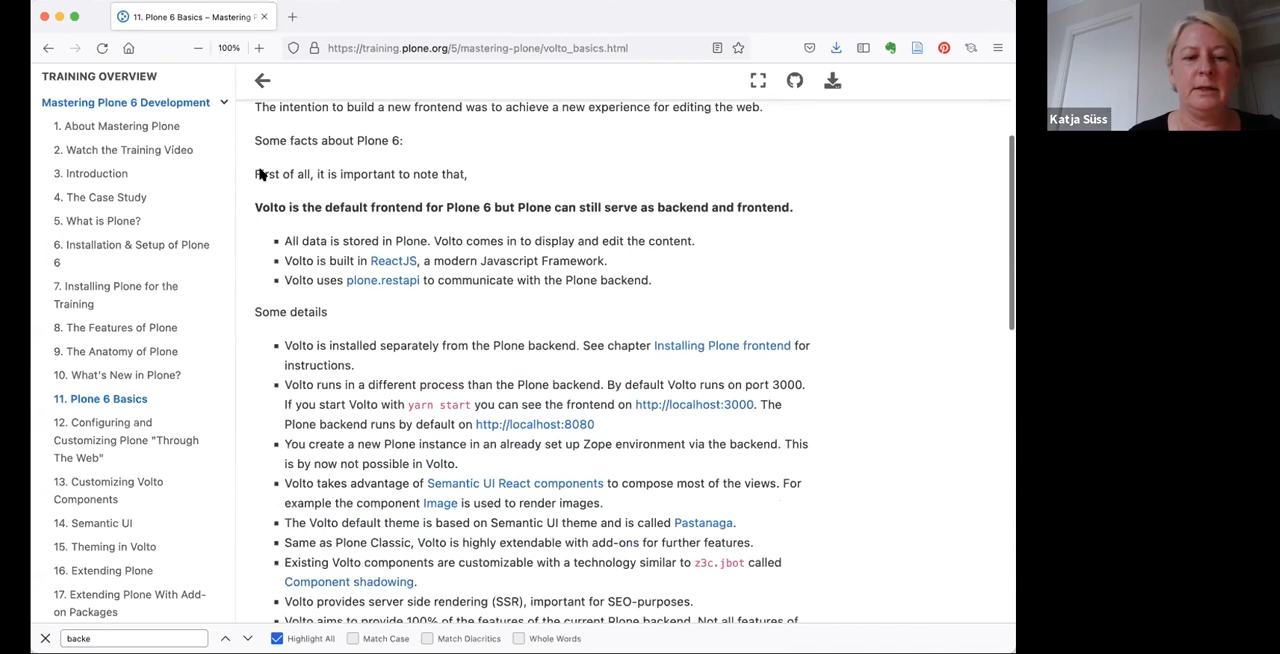 11. Plone 6 Basics – Mastering P
100%
https://training.plone.org/5/mastering-plone/volto_basics.html
TRAINING OVERVIEW
Mastering Plone 6 Development
1. About Mastering Plone
2. Watch the Training Video
3. Introduction
4. The Case Study
5. What is Plone?
6. Installation & Setup of Plone
6
7. Installing Plone for the
Training
8. The Features of Plone
9. The Anatomy of Plone
10. What's New in Plone?
11. Plone 6 Basics
12. Configuring and
Customizing Plone "Through
The Web"
13. Customizing Volto
Components
14. Semantic UI
15. Theming in Volto
16. Extending Plone
17. Extending Plone With Add-
on Packages
The intention to build a new frontend was to achieve a new experience for editing the web.
Some facts about Plone 6:
First of all, it is important to note that,
Volto is the default frontend for Plone 6 but Plone can still serve as backend and frontend.
All data is stored in Plone. Volto comes in to display and edit the content.
Volto is built in ReactJS, a modern Javascript Framework.
Volto uses plone.restapi to communicate with the Plone backend.
Some details
Volto is installed separately from the Plone backend. See chapter Installing Plone frontend for
instructions.
Volto runs in a different process than the Plone backend. By default Volto runs on port 3000.
If you start Volto with yarn start you can see the frontend on http://localhost:3000. The
Plone backend runs by default on http://localhost:8080
You create a new Plone instance in an already set up Zope environment via the backend. This
is by now not possible in Volto.
Volto takes advantage of Semantic UI React components to compose most of the views. For
example the component Image is used to render images.
The Volto default theme is based on Semantic UI theme and is called Pastanaga.
Same as Plone Classic, Volto is highly extendable with add-ons for further features.
Existing Volto components are customizable with a technology similar to z3c.jbot called
Component shadowing.
Volto provides server side rendering (SSR), important for SEO-purposes.
Volto aims to provide 100% of the features of the current Plone backend. Not all features of
backe
Highlight All
Match Case
Match Diacritics
Whole Words
Katja Süss